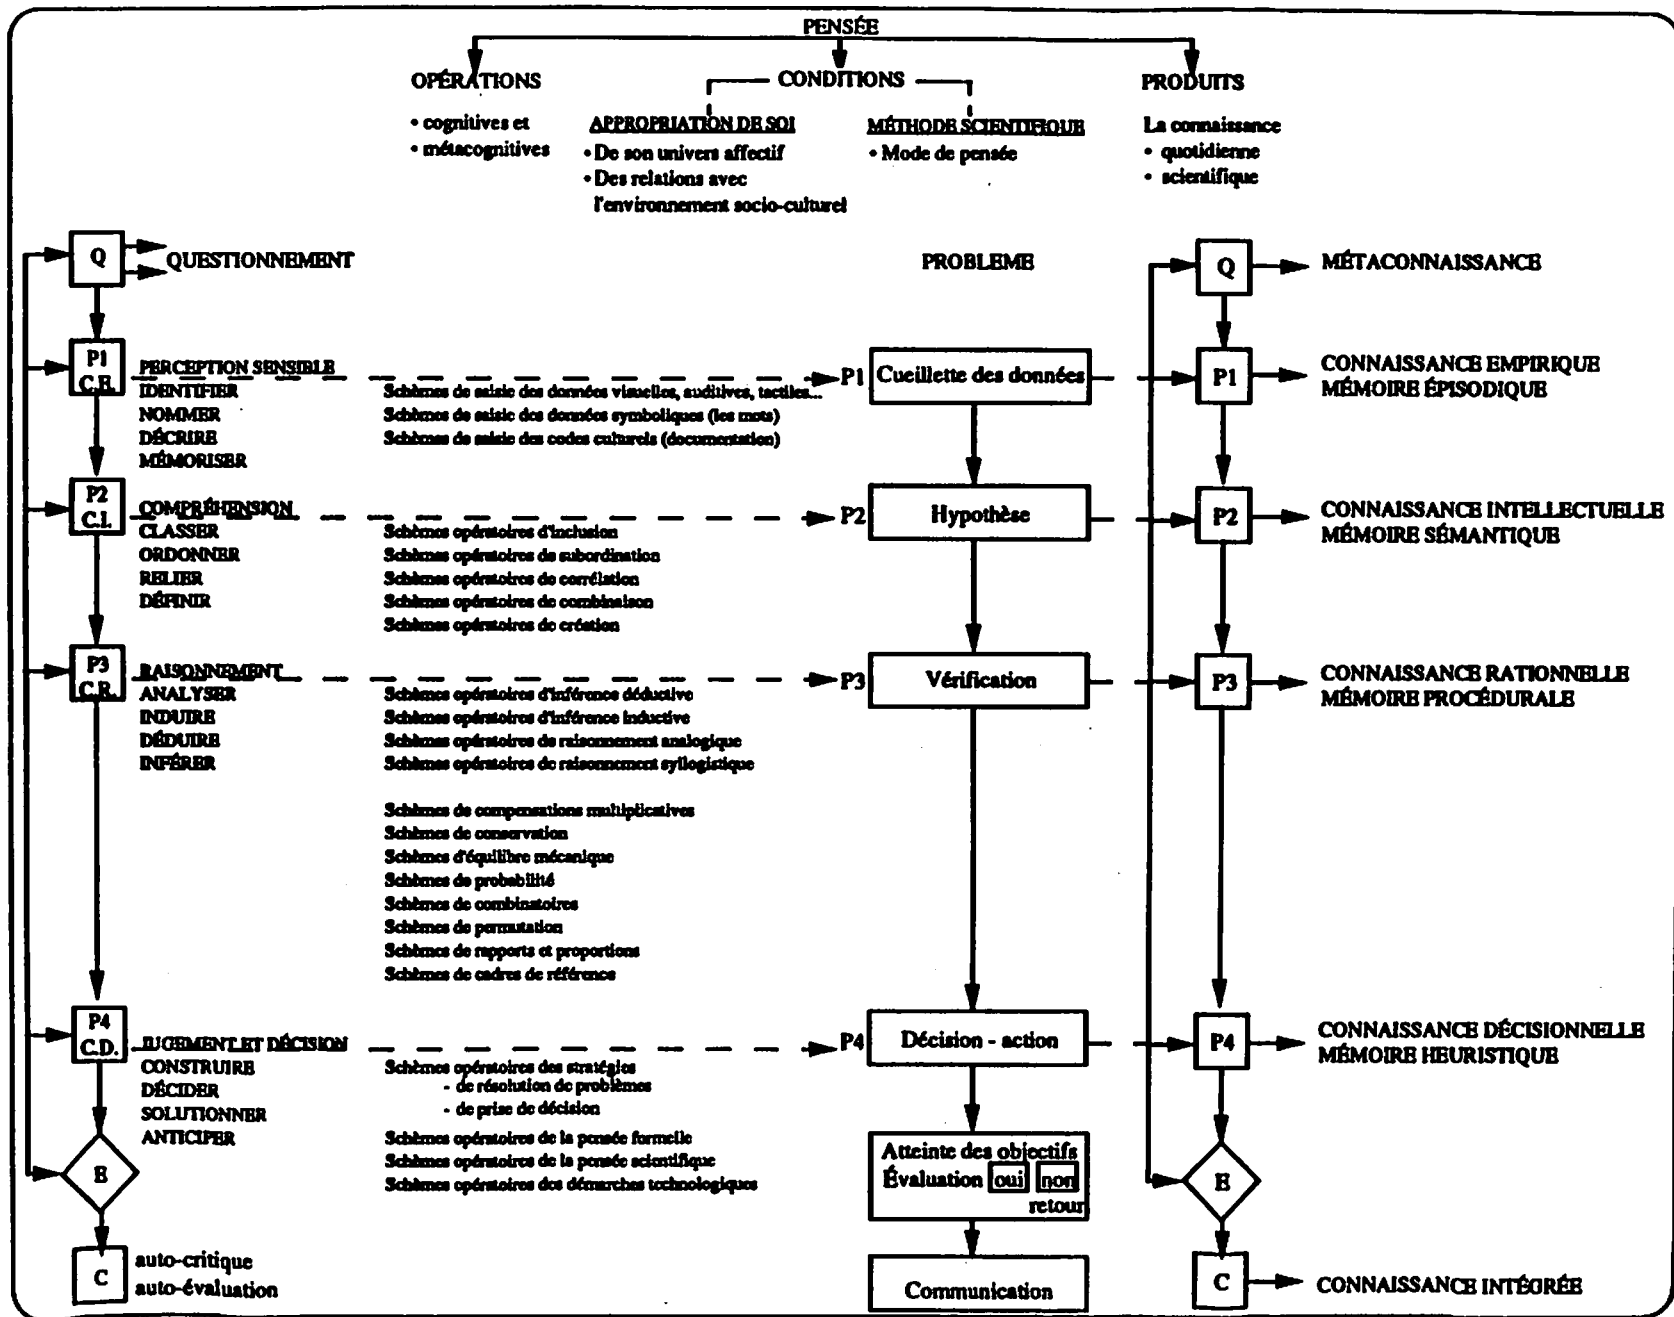 PENSÉE
OPÉRATIONS
• cognitives et
• métacognitives
CONDITIONS
APPROPRIATION DE SOI
• De son univers affectif
• Des relations avec
l'environnement socio-culturel
MÉTHODE SCIENTIFIQUE
• Mode de pensée
PRODUITS
La connaissance
• quotidienne
• scientifique
Q
QUESTIONNEMENT
PROBLEME
Q
MÉTACONNAISSANCE
P1
C.E.
PERCEPTION SENSIBLE
IDENTIFIER
NOMMER
DÉCRIRE
MÉMORISER
Schèmes de saisie des données visuelles, auditives, tactiles...
Schèmes de saisie des données symboliques (les mots)
Schèmes de saisie des codes culturels (documentation)
P1
Cueillette des données
P1
CONNAISSANCE EMPIRIQUE
MÉMOIRE ÉPISODIQUE
P2
C.I.
COMPRÉHENSION
CLASSER
ORDONNER
RELIER
DÉFINIR
Schèmes opératoires d'inclusion
Schèmes opératoires de subordination
Schèmes opératoires de corrélation
Schèmes opératoires de combinaison
Schèmes opératoires de création
P2
Hypothèse
P2
CONNAISSANCE INTELLECTUELLE
MÉMOIRE SÉMANTIQUE
P3
C.R.
RAISONNEMENT
ANALYSER
INDUIRE
DÉDUIRE
INFÉRER
Schèmes opératoires d'inférence déductive
Schèmes opératoires d'inférence inductive
Schèmes opératoires de raisonnement analogique
Schèmes opératoires de raisonnement syllogistique
Schèmes de compensations multiplicatives
Schèmes de conservation
Schèmes d'équilibre mécanique
Schèmes de probabilité
Schèmes de combinatoires
Schèmes de permutation
Schèmes de rapports et proportions
Schèmes de cadres de référence
P3
Vérification
P3
CONNAISSANCE RATIONNELLE
MÉMOIRE PROCÉDURALE
P4
C.D.
JUGEMENT ET DÉCISION
CONSTRUIRE
DÉCIDER
SOLUTIONNER
ANTICIPER
Schèmes opératoires des stratégies
- de résolution de problèmes
- de prise de décision
Schèmes opératoires de la pensée formelle
Schèmes opératoires de la pensée scientifique
Schèmes opératoires des démarches technologiques
P4
Décision - action
P4
CONNAISSANCE DÉCISIONNELLE
MÉMOIRE HEURISTIQUE
E
Atteinte des objectifs
Évaluation oui non
retour
E
C
auto-critique
auto-évaluation
Communication
C
CONNAISSANCE INTÉGRÉE